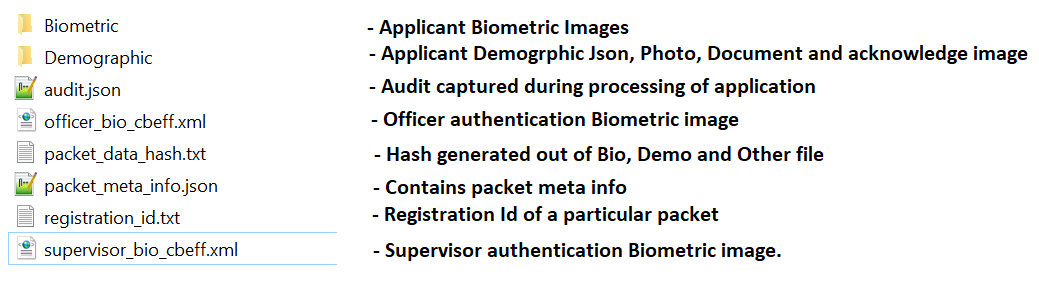 Biometric - Applicant Biometric Images
Demographic - Applicant Demogrphic Json, Photo, Document and acknowledge image
audit.json - Audit captured during processing of application
officer_bio_cbeff.xml - Officer authentication Biometric image
packet_data_hash.txt - Hash generated out of Bio, Demo and Other file
packet_meta_info.json - Contains packet meta info
registration_id.txt - Registration Id of a particular packet
supervisor_bio_cbeff.xml - Supervisor authentication Biometric image.